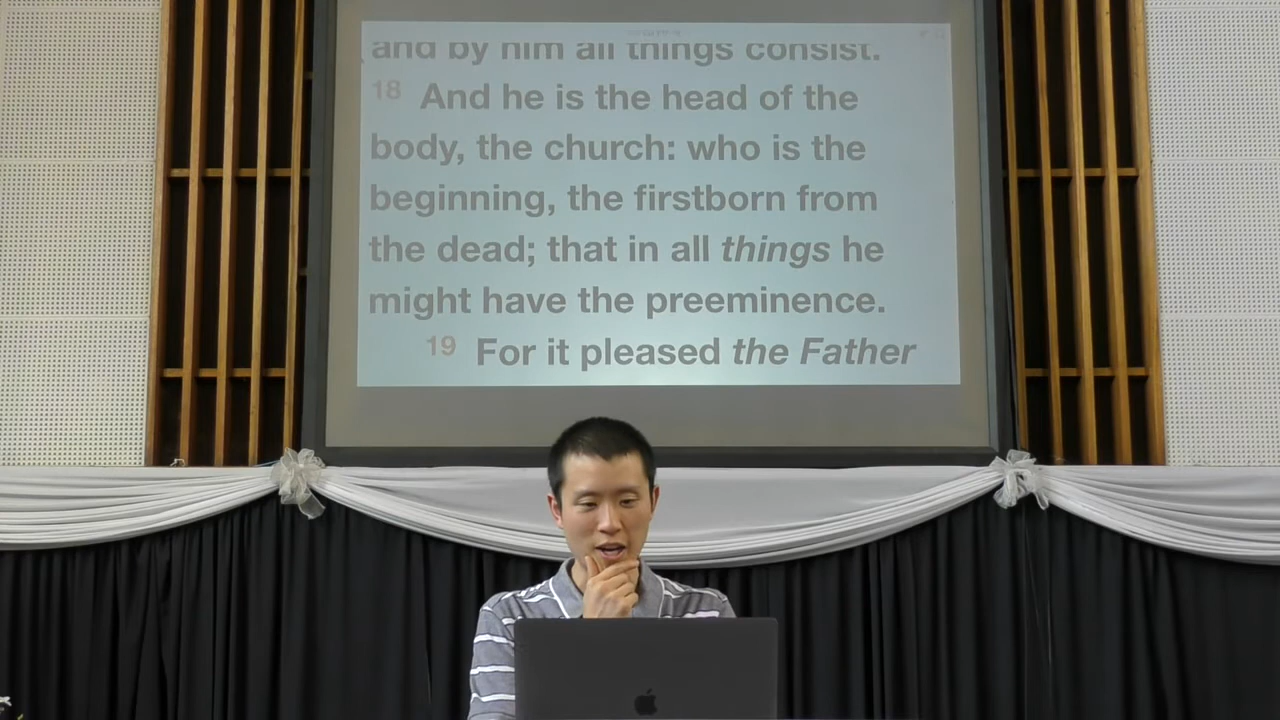 and by him all things consist.
18 And he is the head of the
body, the church: who is the
beginning, the firstborn from
the dead; that in all things he
might have the preeminence.
19 For it pleased the Father